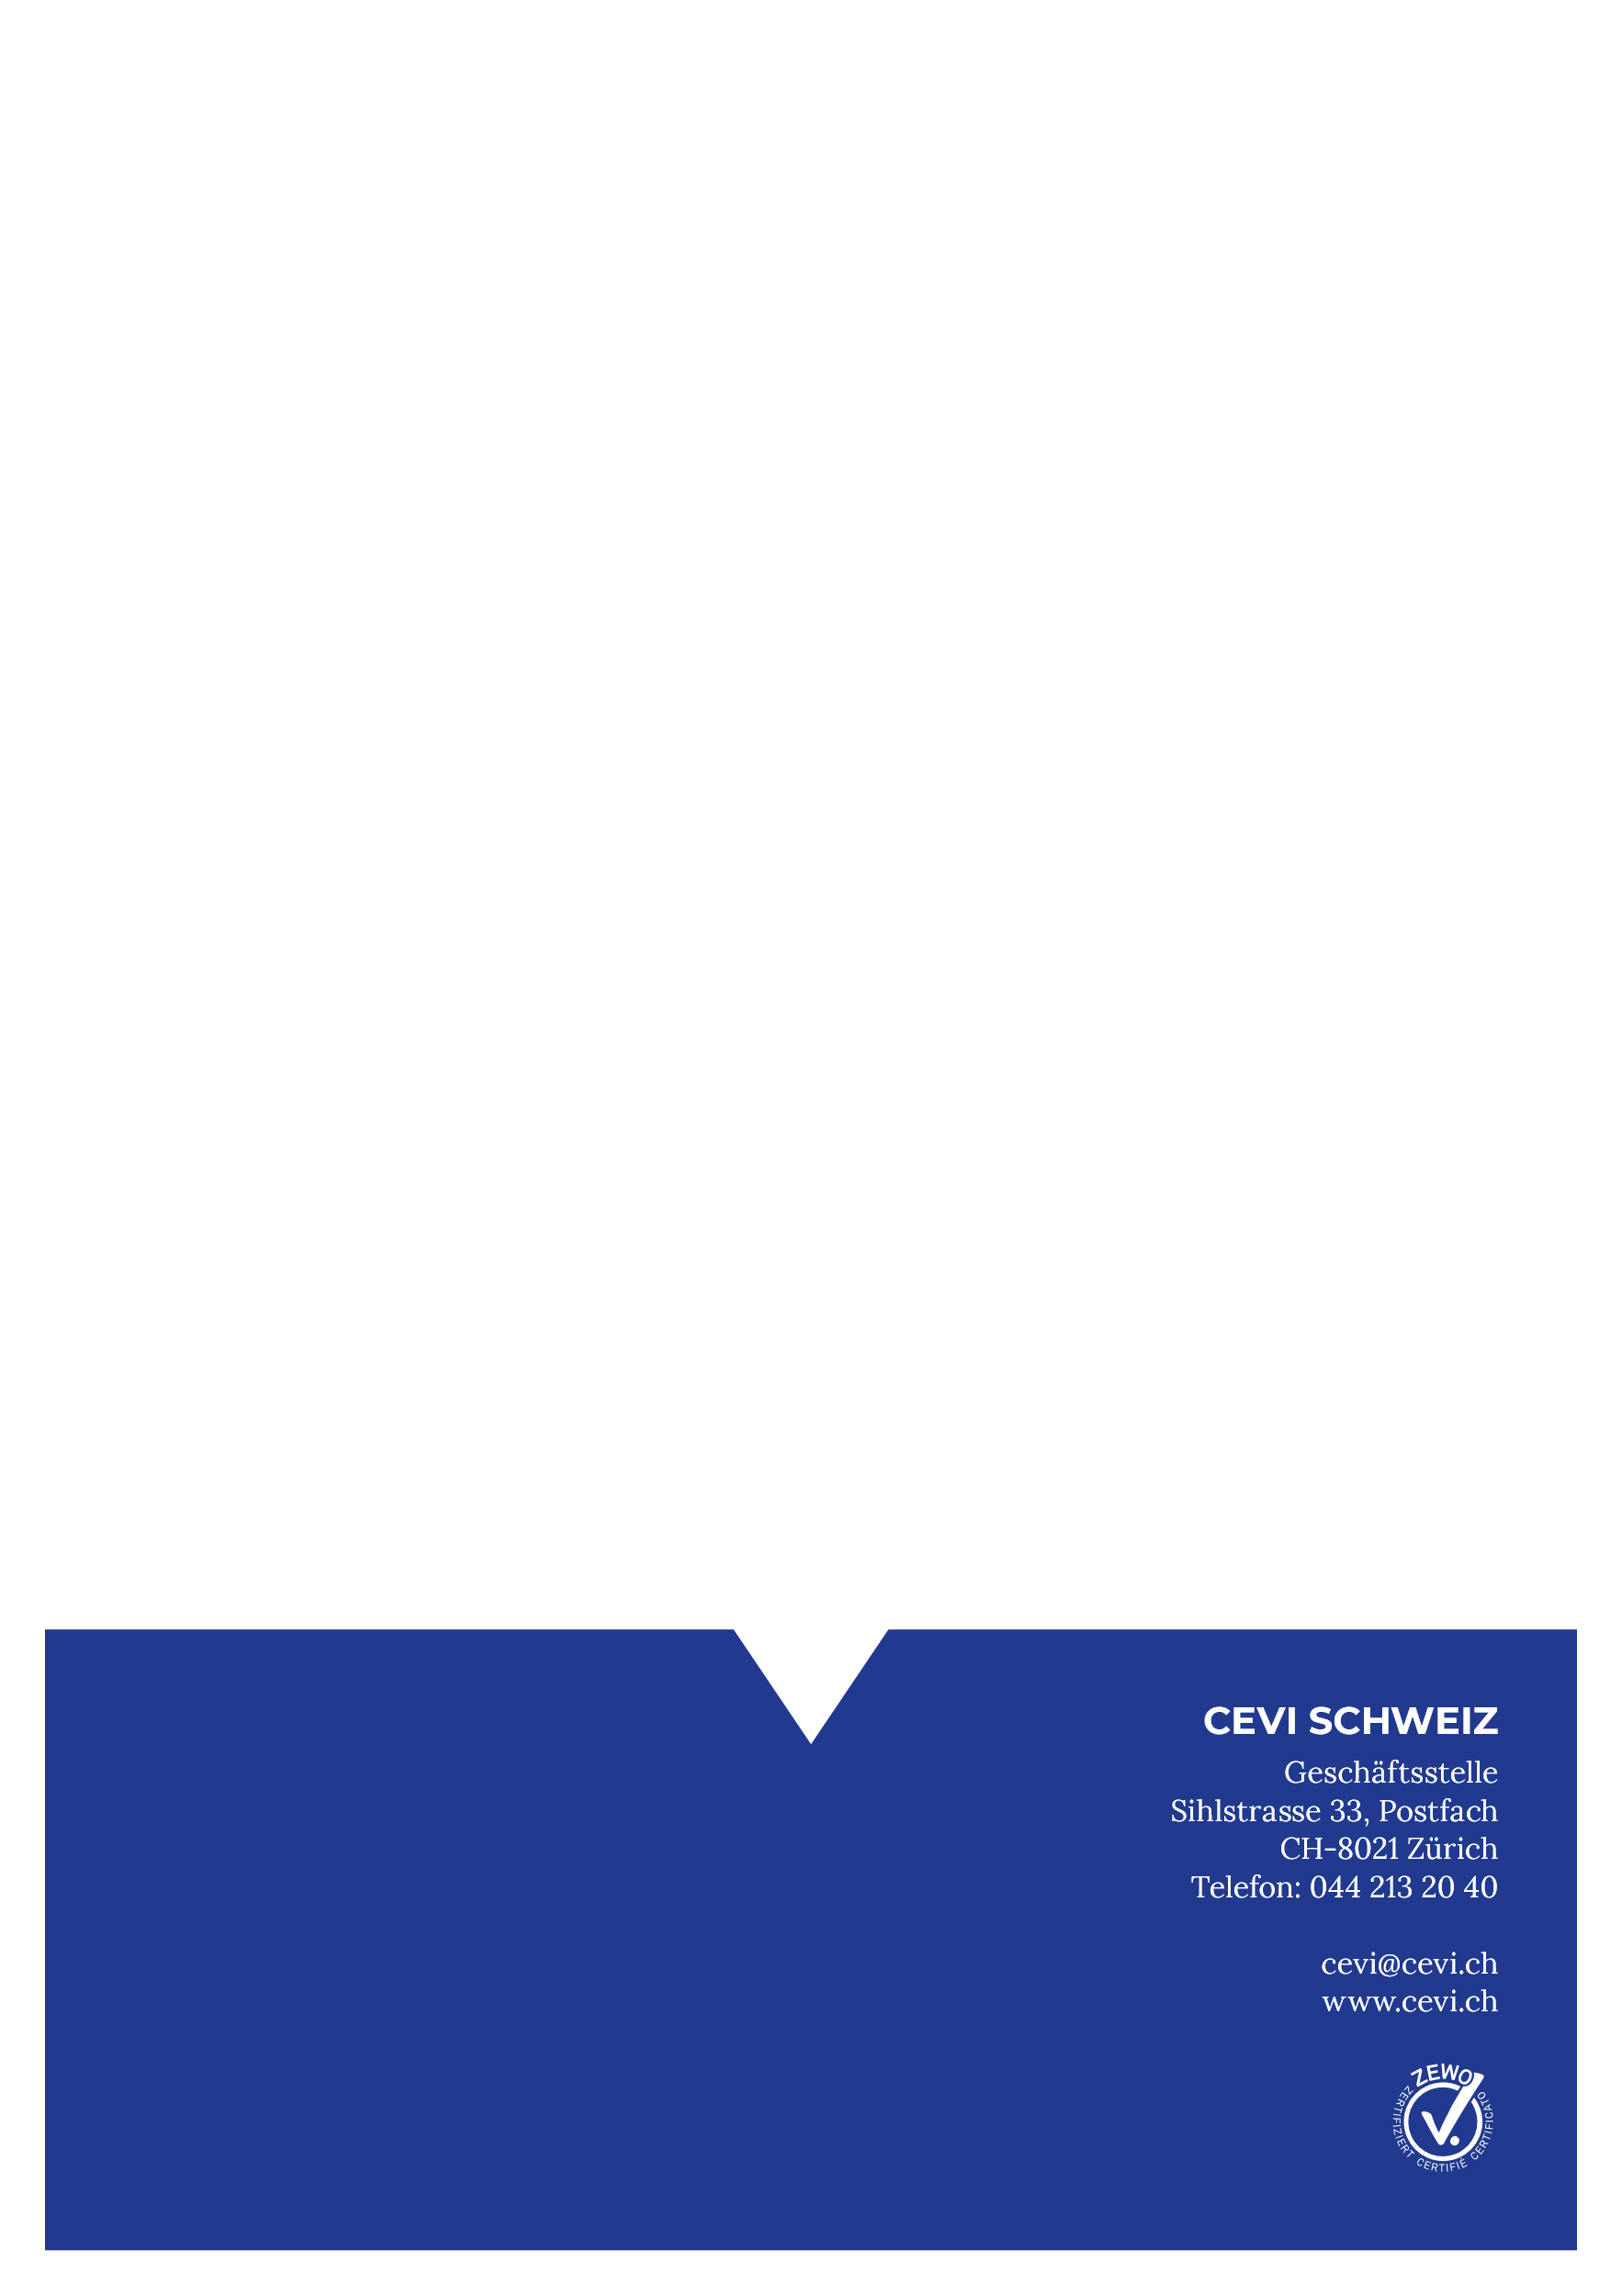 CEVI SCHWEIZ
Geschäftsstelle
Sihlstrasse 33, Postfach
CH-8021 Zürich
Telefon: 044 213 20 40
cevi@cevi.ch
www.cevi.ch
ZEWO
ZERTIFIZIERT CERTIFIÉ CERTIFICATO